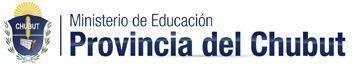 CHUBUT
Ministerio de Educación
Provincia del Chubut